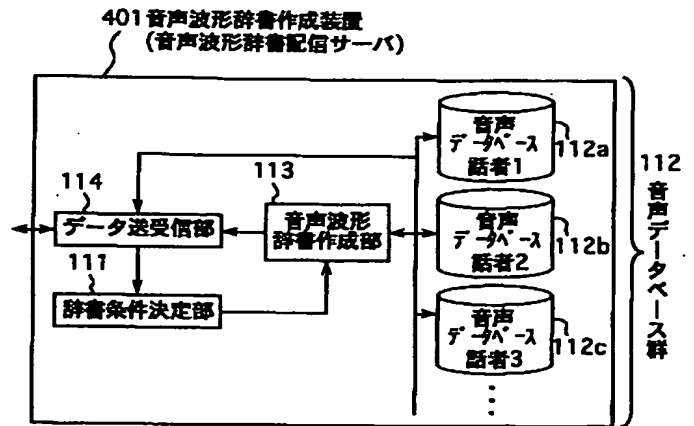 401 音声波形辞書作成装置
(音声波形辞書配信サーバ)
114
データ送受信部
111
辞書条件決定部
113
音声波形
辞書作成部
音声
データベース
話者1
112a
音声
データベース
話者2
112b
音声
データベース
話者3
112c
112
音声データベース群